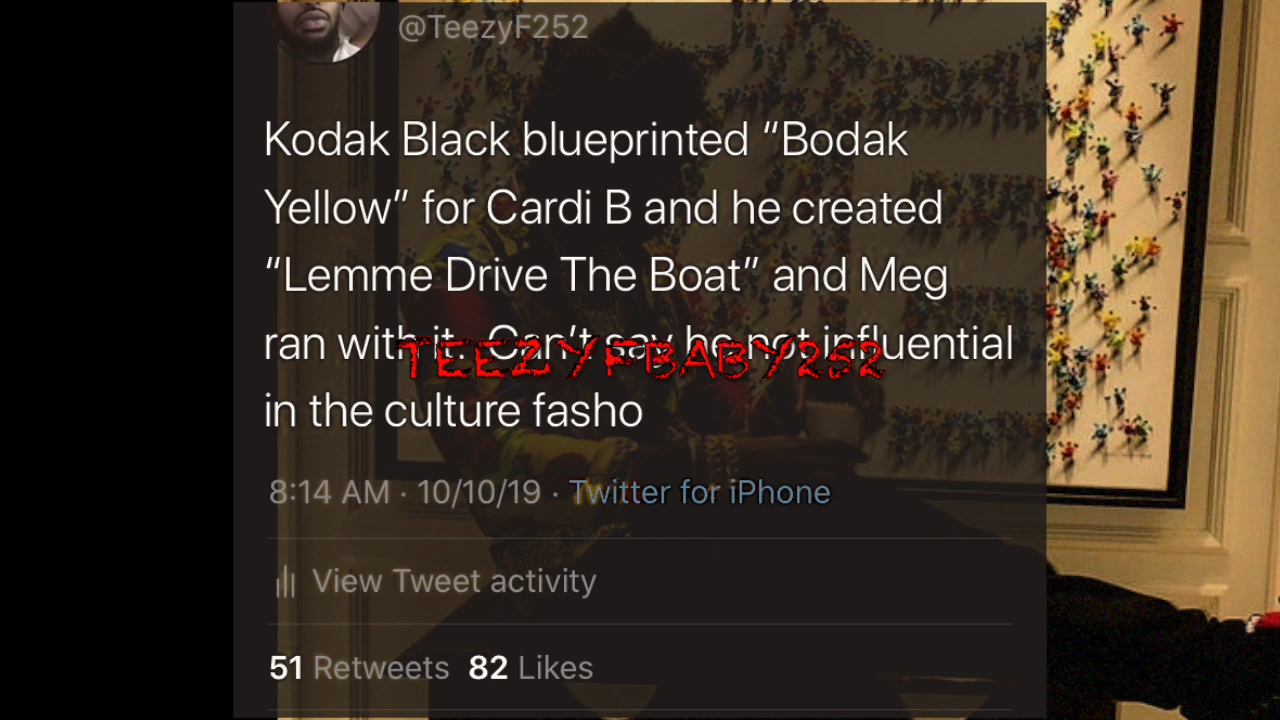 @TeezyF252
Kodak Black blueprinted “Bodak
Yellow” for Cardi B and he created
“Lemme Drive The Boat” and Meg
ran with it. Can’t say he not influential
TEEZYFBABY252
in the culture fasho
8:14 AM · 10/10/19 · Twitter for iPhone
View Tweet activity
51 Retweets 82 Likes